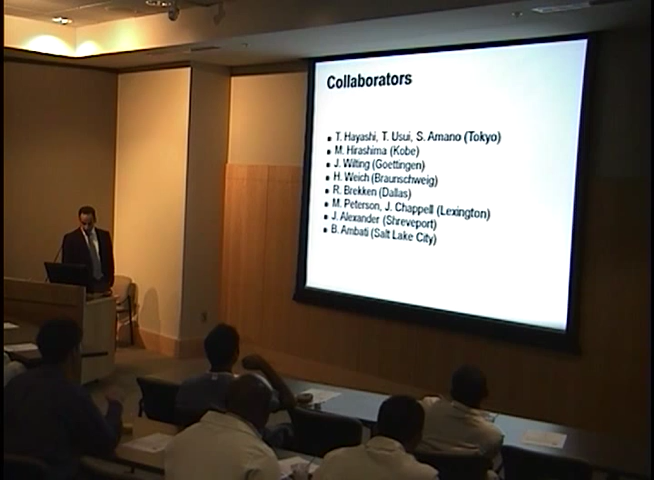 Collaborators
• T. Hayashi, T. Usui, S. Amano (Tokyo)
• M. Hirashima (Kobe)
• J. Wilting (Goettingen)
• H. Weich (Braunschweig)
• R. Brekken (Dallas)
• M. Peterson, J. Chappell (Lexington)
• J. Alexander (Shreveport)
• B. Ambati (Salt Lake City)